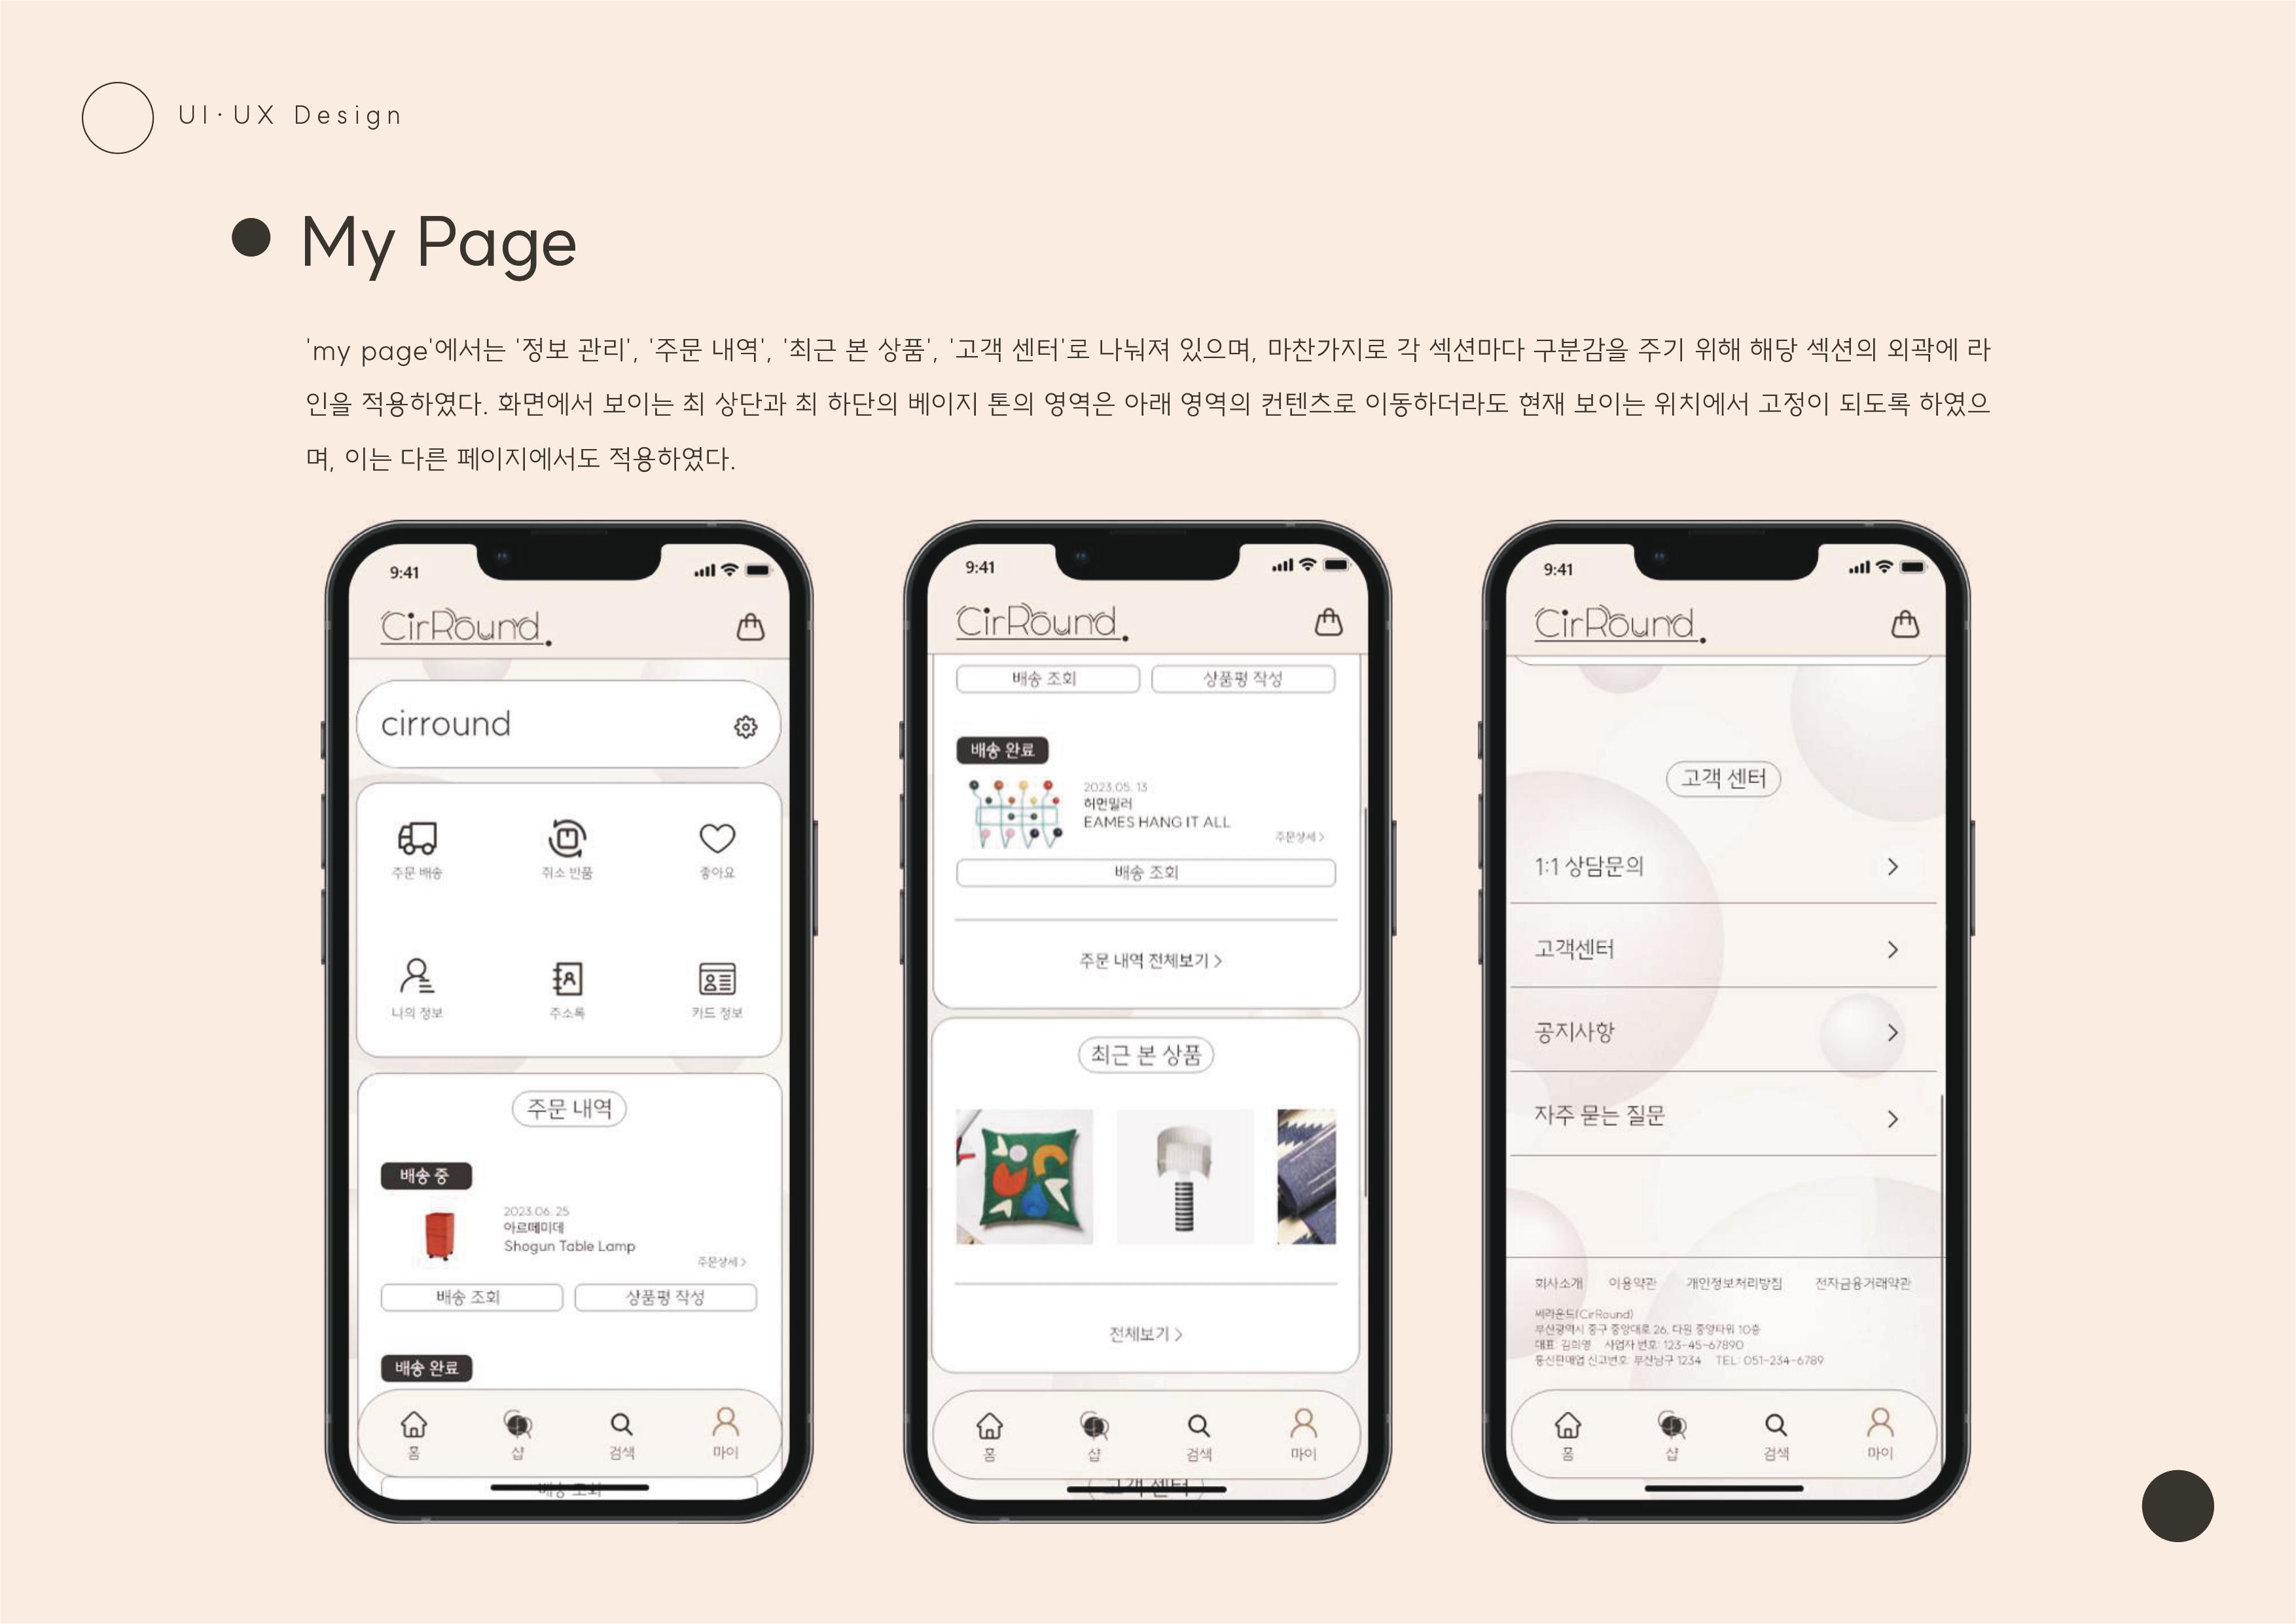 UI·UX Design
My Page
'my page'에서는 '정보 관리', '주문 내역', '최근 본 상품', '고객 센터'로 나눠져 있으며, 마찬가지로 각 섹션마다 구분감을 주기 위해 해당 섹션의 외곽에 라
인을 적용하였다. 화면에서 보이는 최 상단과 최 하단의 베이지 톤의 영역은 아래 영역의 컨텐츠로 이동하더라도 현재 보이는 위치에서 고정이 되도록 하였으
며, 이는 다른 페이지에서도 적용하였다.
9:41
CirRound.
cirround
주문 배송 취소 반품 좋아요
나의 정보 주소록 카드 정보
주문 내역
배송 중
2023.06. 25
아르떼미데
Shogun Table Lamp
주문상세 >
배송 조회 상품평 작성
배송 완료
홈 샵 검색 마이
배송 조회
9:41
CirRound.
배송 조회 상품평 작성
배송 완료
2023.05. 13
허먼밀러
EAMES HANG IT ALL
주문상세 >
배송 조회
주문 내역 전체보기 >
최근 본 상품
전체보기 >
홈 샵 검색 마이
고객 센터
9:41
CirRound.
고객 센터
1:1 상담문의 >
고객센터 >
공지사항 >
자주 묻는 질문 >
회사소개 이용약관 개인정보처리방침 전자금융거래약관
써라운드(CirRound)
부산광역시 중구 중앙대로 26, 다원 중앙타워 10층
대표: 김희영 사업자 번호: 123-45-67890
통신판매업 신고번호: 부산남구 1234 TEL: 051-234-6789
홈 샵 검색 마이